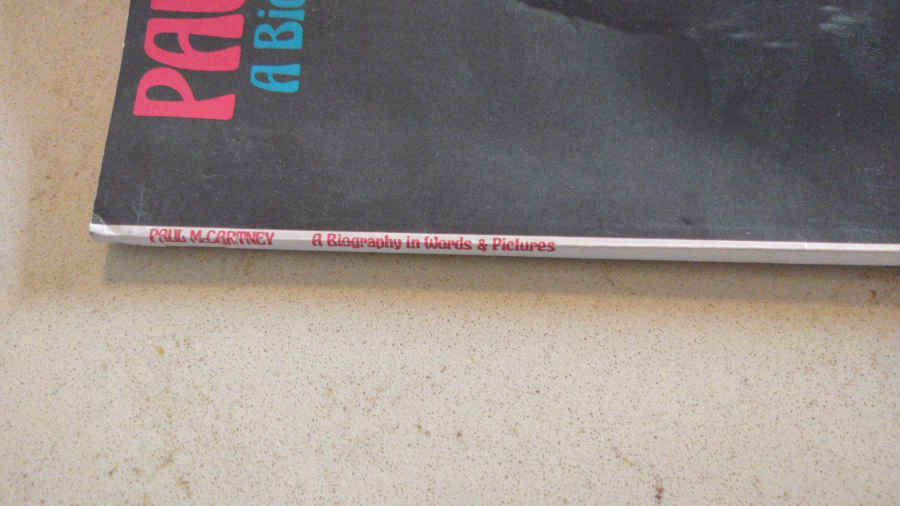 PAU
A Bio
PAUL McCARTNEY A Biography in Words & Pictures